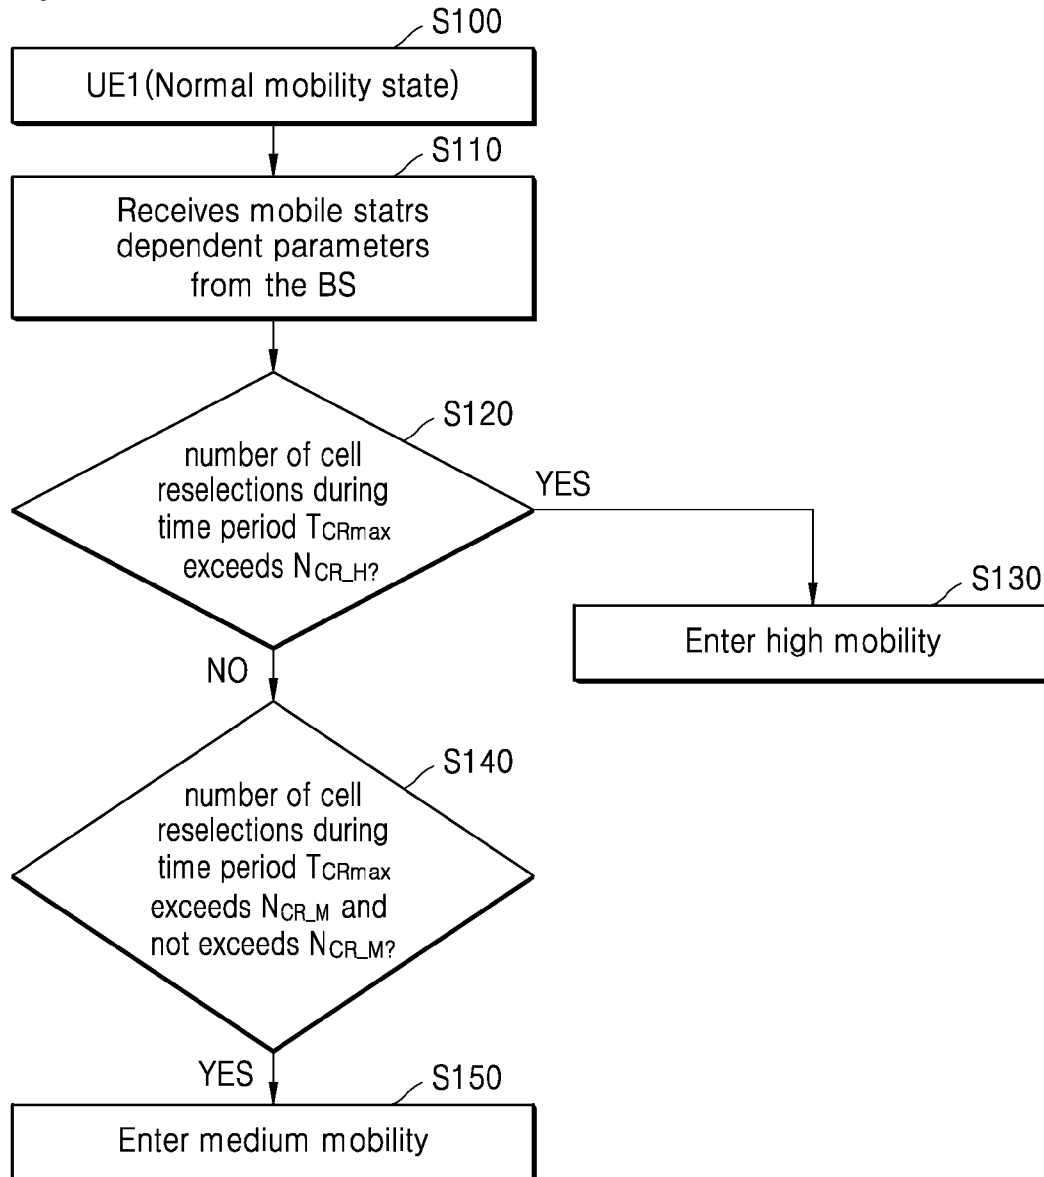 S100
UE1(Normal mobility state)
S110
Receives mobile statrs
dependent parameters
from the BS
S120
number of cell
reselections during
time period TCRmax
exceeds NCR_H?
YES
S130
Enter high mobility
NO
S140
number of cell
reselections during
time period TCRmax
exceeds NCR_M and
not exceeds NCR_M?
YES
S150
Enter medium mobility